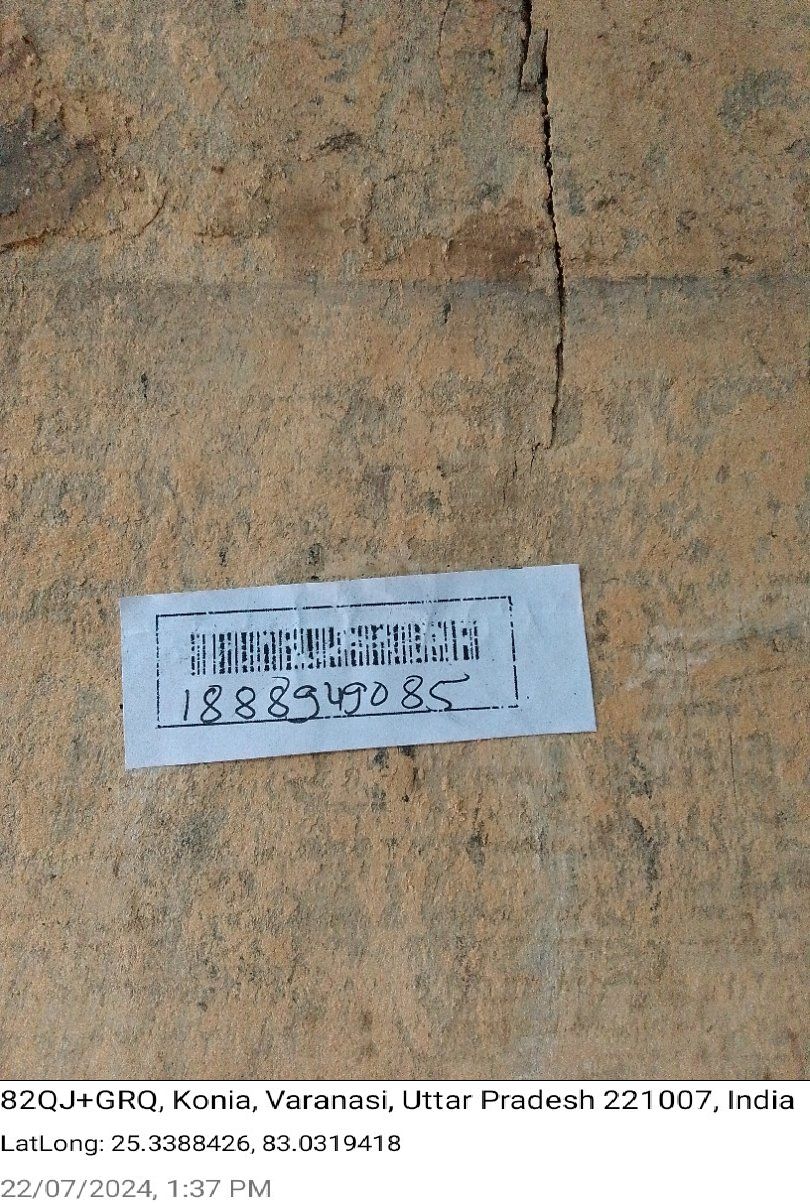 1888949085
82QJ+GRQ, Konia, Varanasi, Uttar Pradesh 221007, India
LatLong: 25.3388426, 83.0319418
22/07/2024, 1:37 PM